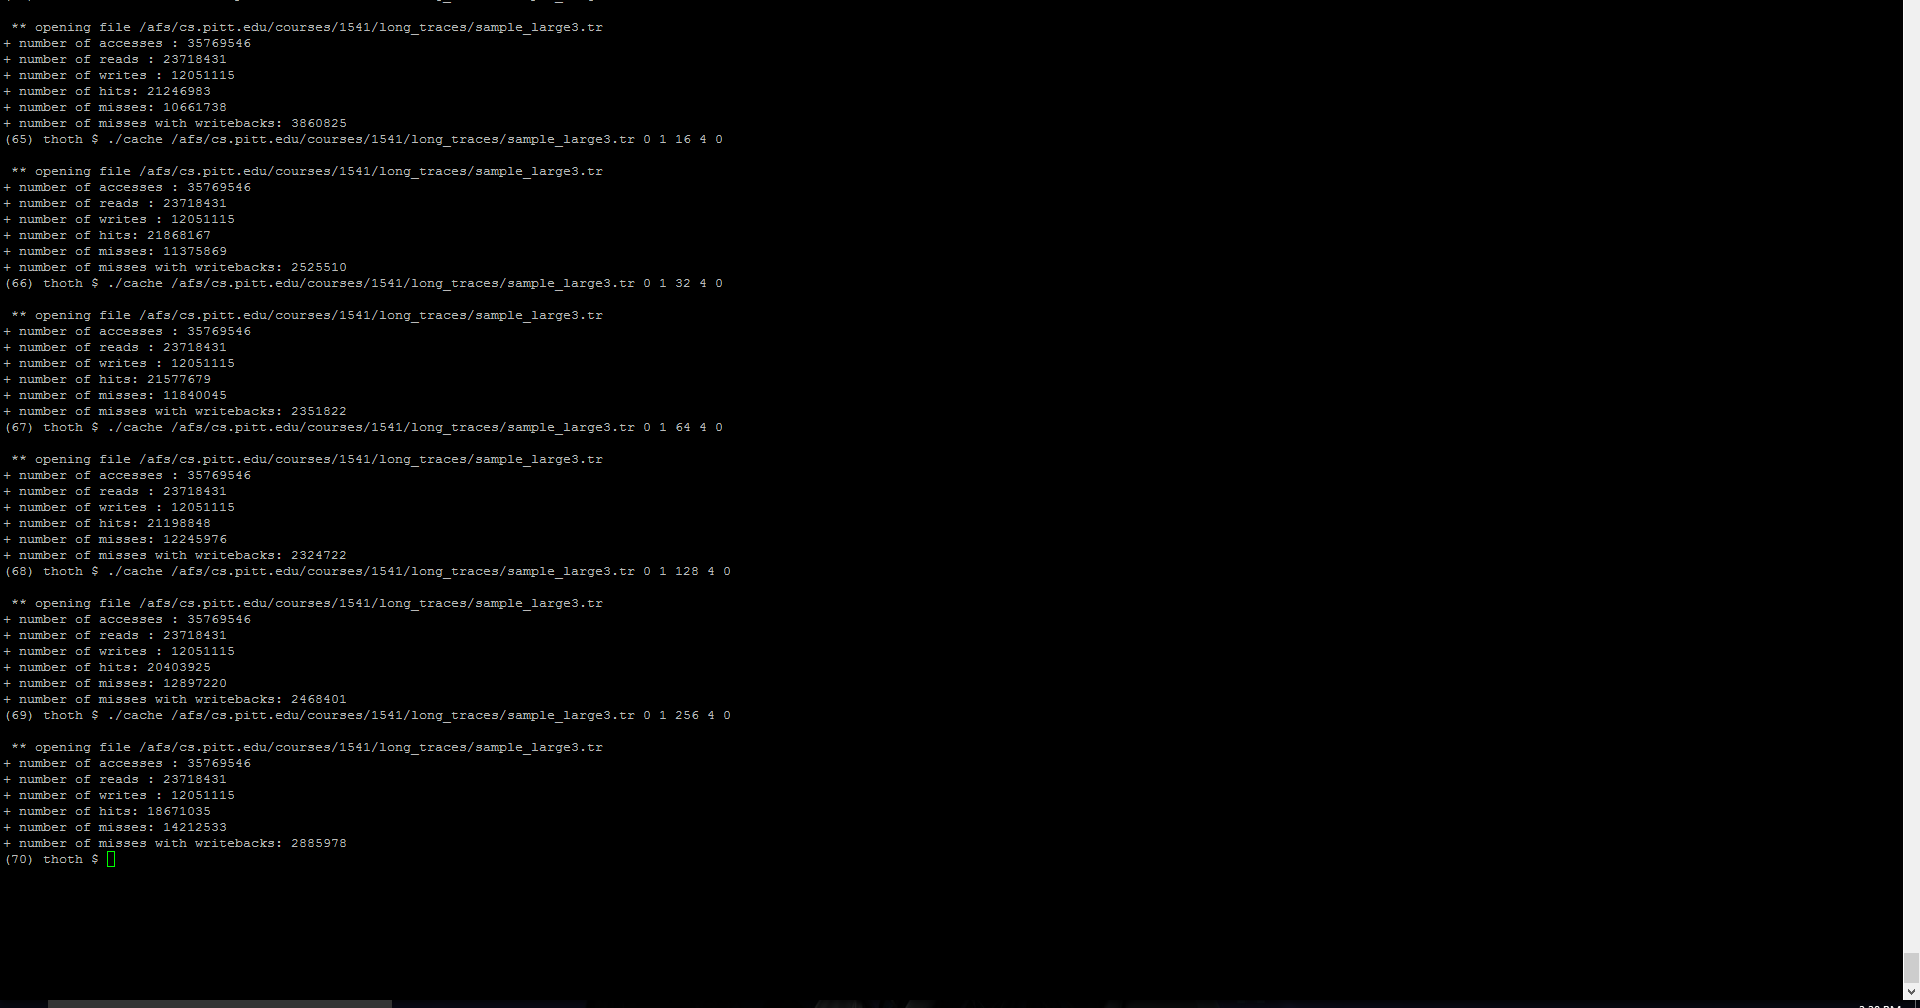 ** opening file /afs/cs.pitt.edu/courses/1541/long_traces/sample_large3.tr
+ number of accesses : 35769546
+ number of reads : 23718431
+ number of writes : 12051115
+ number of hits: 21246983
+ number of misses: 10661738
+ number of misses with writebacks: 3860825
(65) thoth $ ./cache /afs/cs.pitt.edu/courses/1541/long_traces/sample_large3.tr 0 1 16 4 0
** opening file /afs/cs.pitt.edu/courses/1541/long_traces/sample_large3.tr
+ number of accesses : 35769546
+ number of reads : 23718431
+ number of writes : 12051115
+ number of hits: 21868167
+ number of misses: 11375869
+ number of misses with writebacks: 2525510
(66) thoth $ ./cache /afs/cs.pitt.edu/courses/1541/long_traces/sample_large3.tr 0 1 32 4 0
** opening file /afs/cs.pitt.edu/courses/1541/long_traces/sample_large3.tr
+ number of accesses : 35769546
+ number of reads : 23718431
+ number of writes : 12051115
+ number of hits: 21577679
+ number of misses: 11840045
+ number of misses with writebacks: 2351822
(67) thoth $ ./cache /afs/cs.pitt.edu/courses/1541/long_traces/sample_large3.tr 0 1 64 4 0
** opening file /afs/cs.pitt.edu/courses/1541/long_traces/sample_large3.tr
+ number of accesses : 35769546
+ number of reads : 23718431
+ number of writes : 12051115
+ number of hits: 21198848
+ number of misses: 12245976
+ number of misses with writebacks: 2324722
(68) thoth $ ./cache /afs/cs.pitt.edu/courses/1541/long_traces/sample_large3.tr 0 1 128 4 0
** opening file /afs/cs.pitt.edu/courses/1541/long_traces/sample_large3.tr
+ number of accesses : 35769546
+ number of reads : 23718431
+ number of writes : 12051115
+ number of hits: 20403925
+ number of misses: 12897220
+ number of misses with writebacks: 2468401
(69) thoth $ ./cache /afs/cs.pitt.edu/courses/1541/long_traces/sample_large3.tr 0 1 256 4 0
** opening file /afs/cs.pitt.edu/courses/1541/long_traces/sample_large3.tr
+ number of accesses : 35769546
+ number of reads : 23718431
+ number of writes : 12051115
+ number of hits: 18671035
+ number of misses: 14212533
+ number of misses with writebacks: 2885978
(70) thoth $